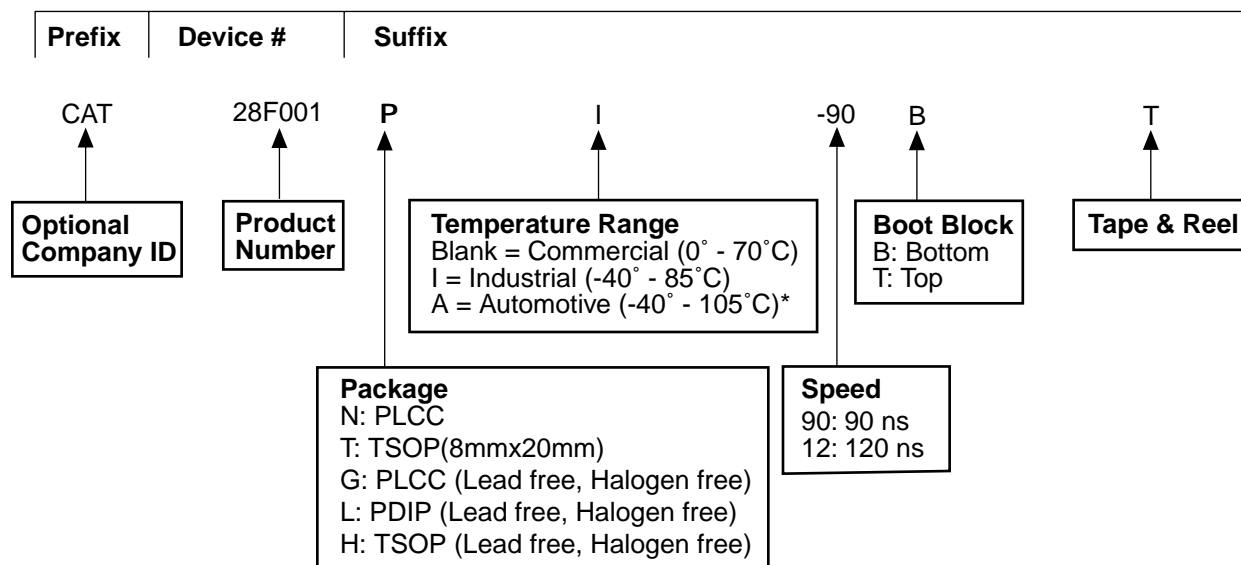 Prefix Device # Suffix
CAT 28F001 P I -90 B T
Optional
Company ID
Product
Number
Temperature Range
Blank = Commercial (0˚ - 70˚C)
I = Industrial (-40˚ - 85˚C)
A = Automotive (-40˚ - 105˚C)*
Boot Block
B: Bottom
T: Top
Tape & Reel
Package
N: PLCC
T: TSOP(8mmx20mm)
G: PLCC (Lead free, Halogen free)
L: PDIP (Lead free, Halogen free)
H: TSOP (Lead free, Halogen free)
Speed
90: 90 ns
12: 120 ns